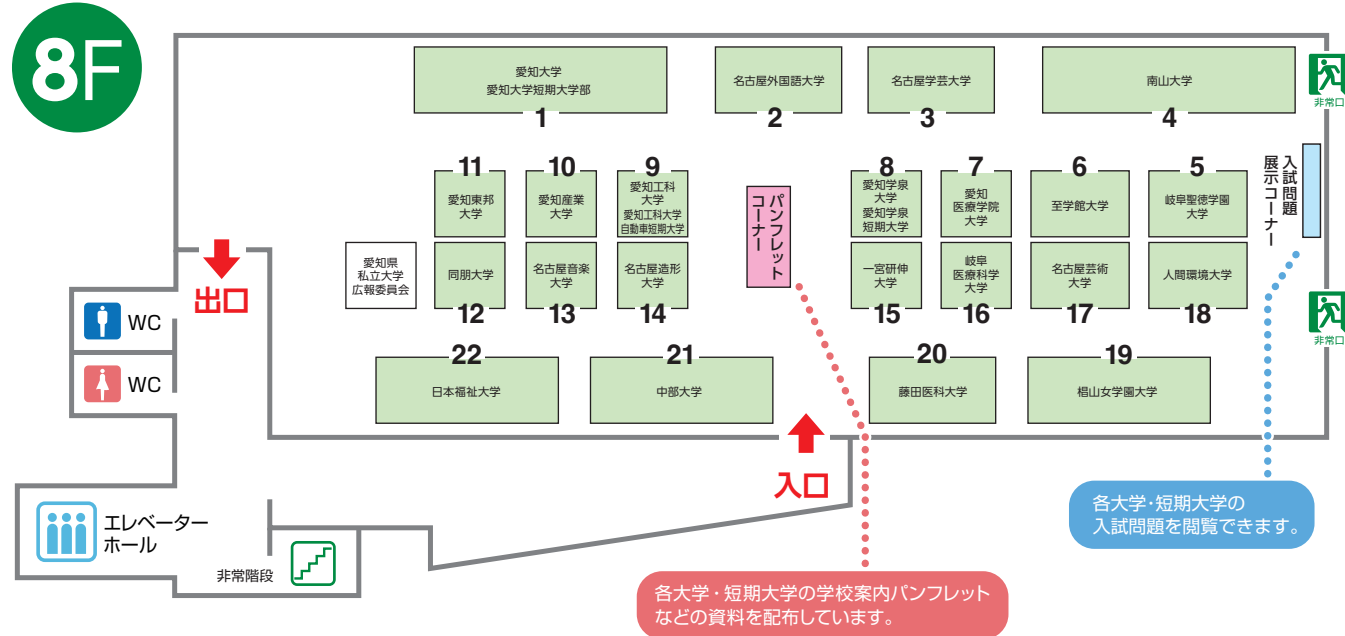 8F
愛知大学
愛知大学短期大学部
1
名古屋外国語大学
2
名古屋学芸大学
3
南山大学
4
非常口
11
愛知東邦
大学
10
愛知産業
大学
9
愛知工科
大学
愛知工科大学
自動車短期大学
パンフレット
コーナー
8
愛知学泉
大学
愛知学泉
短期大学
7
愛知
医療学院
大学
6
至学館大学
5
岐阜聖徳学園
大学
入試問題
展示コーナー
愛知県
私立大学
広報委員会
同朋大学
12
名古屋音楽
大学
13
名古屋造形
大学
14
一宮研伸
大学
15
岐阜
医療科学
大学
16
名古屋芸術
大学
17
人間環境大学
18
非常口
出口
WC
WC
22
日本福祉大学
21
中部大学
20
藤田医科大学
19
椙山女学園大学
入口
エレベーター
ホール
非常階段
各大学・短期大学の
入試問題を閲覧できます。
各大学・短期大学の学校案内パンフレット
などの資料を配布しています。